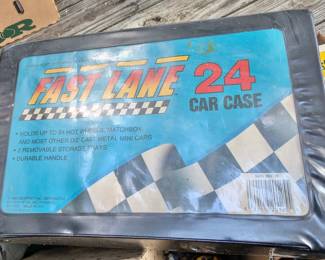 FAST LANE
24
CAR CASE
• HOLDS UP TO 24 HOT WHEELS, MATCHBOX
AND MOST OTHER DIE CAST METAL MINI CARS
• 2 REMOVABLE STORAGE TRAYS
• DURABLE HANDLE